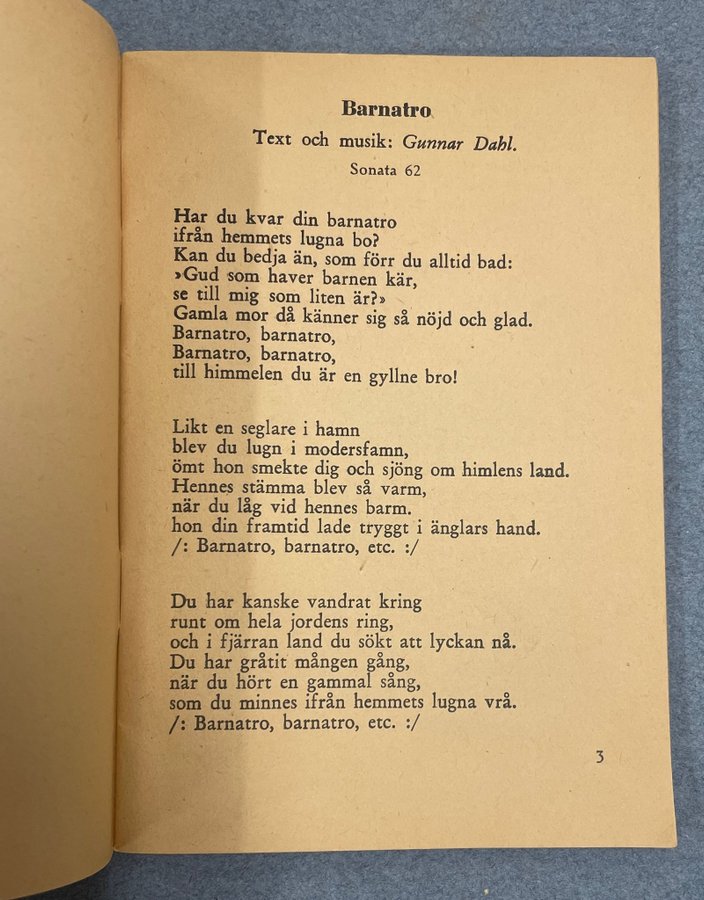 Barnatro
Text och musik: Gunnar Dahl.
Sonata 62
Har du kvar din barnatro
ifrån hemmets lugna bo?
Kan du bedja än, som förr du alltid bad:
»Gud som haver barnen kär,
se till mig som liten är?»
Gamla mor då känner sig så nöjd och glad.
Barnatro, barnatro,
Barnatro, barnatro,
till himmelen du är en gyllne bro!
Likt en seglare i hamn
blev du lugn i modersfamn,
ömt hon smekte dig och sjöng om himlens land.
Hennes stämma blev så varm,
när du låg vid hennes barm.
hon din framtid lade tryggt i änglars hand.
/: Barnatro, barnatro, etc. :/
Du har kanske vandrat kring
runt om hela jordens ring,
och i fjärran land du sökt att lyckan nå.
Du har gråtit mången gång,
när du hört en gammal sång,
som du minnes ifrån hemmets lugna vrå.
/: Barnatro, barnatro, etc. :/
3